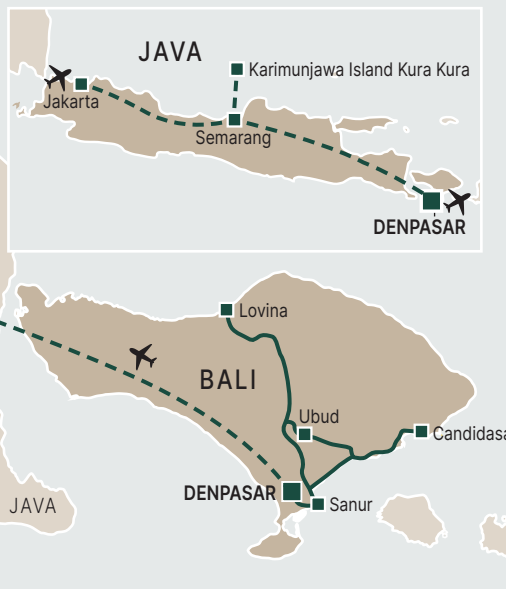 JAVA
Karimunjawa Island Kura Kura
Jakarta
Semarang
DENPASAR
Lovina
BALI
Ubud
Candidasa
DENPASAR
JAVA
Sanur